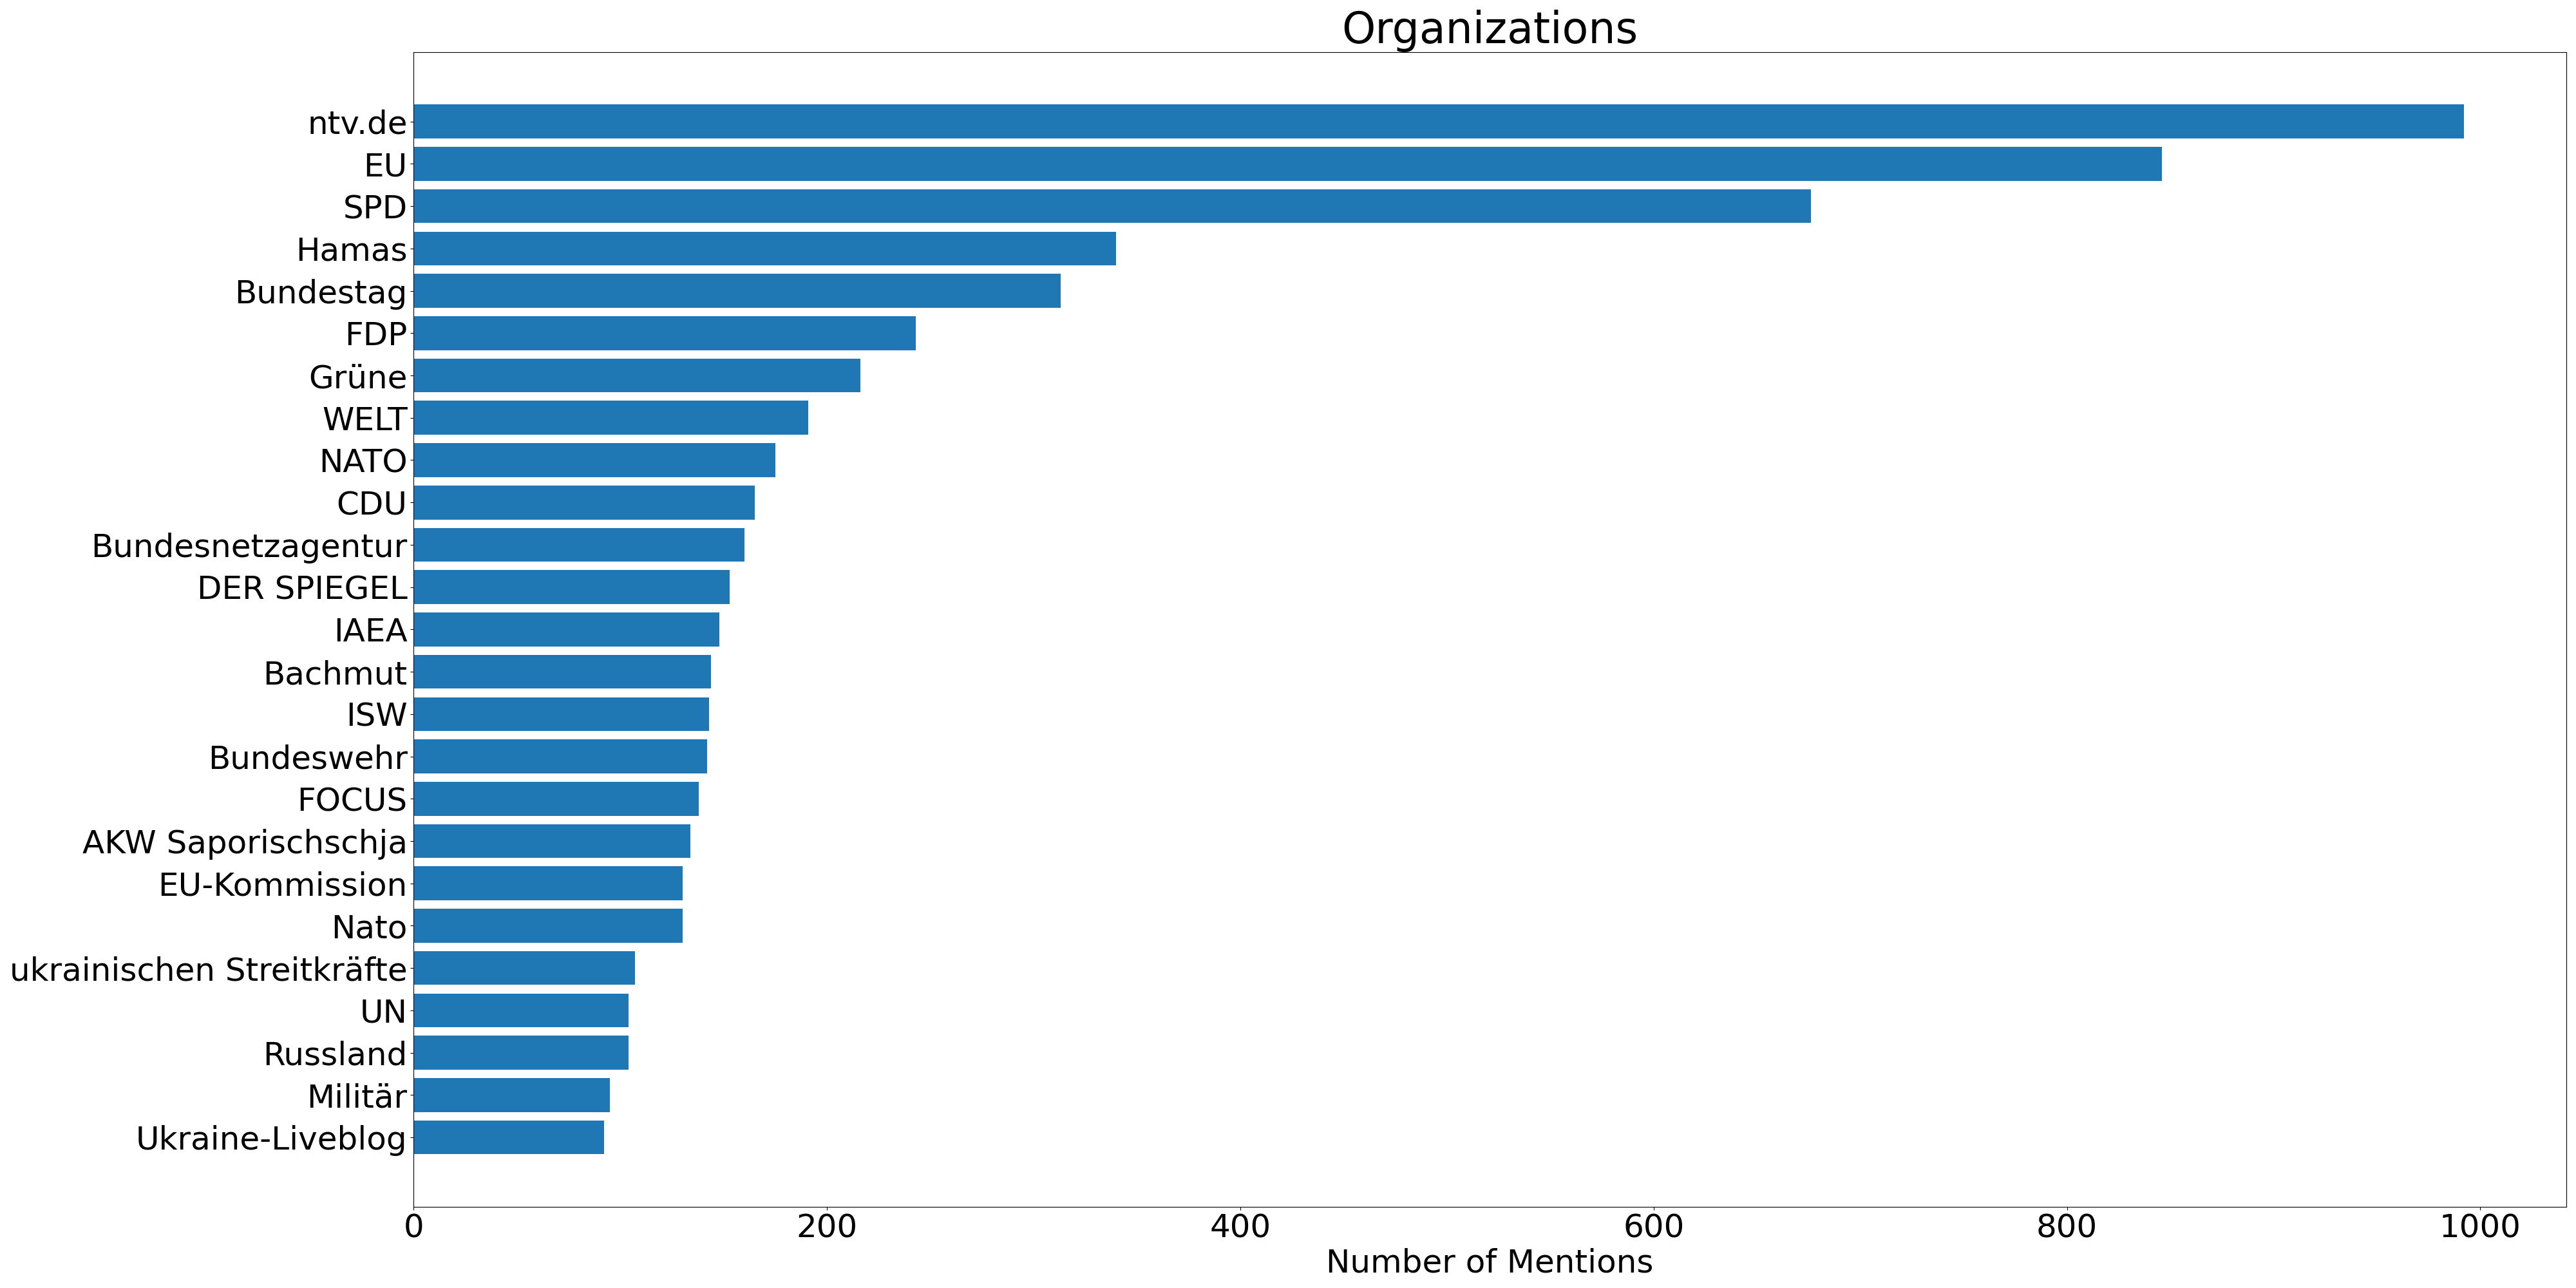 Organizations
ntv.de
EU
SPD
Hamas
Bundestag
FDP
Grüne
WELT
NATO
CDU
Bundesnetzagentur
DER SPIEGEL
IAEA
Bachmut
ISW
Bundeswehr
FOCUS
AKW Saporischschja
EU-Kommission
Nato
ukrainischen Streitkräfte
UN
Russland
Militär
Ukraine-Liveblog
0 200 400 600 800 1000
Number of Mentions